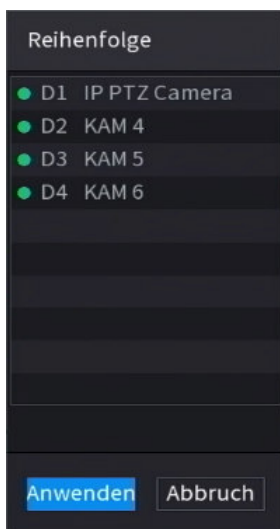 Reihenfolge
D1 IP PTZ Camera
D2 KAM 4
D3 KAM 5
D4 KAM 6
Anwenden Abbruch